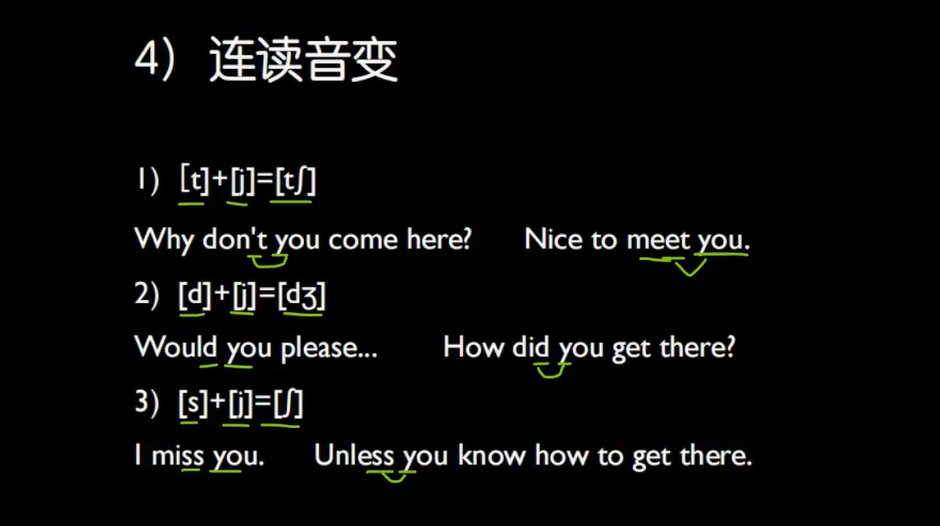 4）连读音变
1）[t]+[j]=[tʃ]
Why don't you come here? Nice to meet you.
2）[d]+[j]=[dʒ]
Would you please... How did you get there?
3）[s]+[j]=[ʃ]
I miss you. Unless you know how to get there.